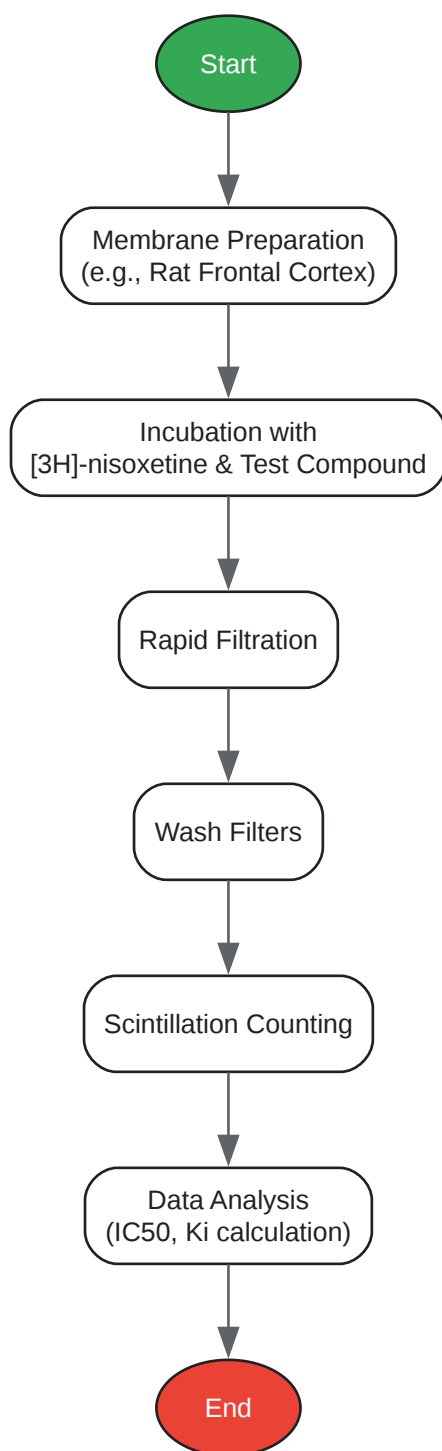 Start
Membrane Preparation
(e.g., Rat Frontal Cortex)
Incubation with
[3H]-nisoxetine & Test Compound
Rapid Filtration
Wash Filters
Scintillation Counting
Data Analysis
(IC50, Ki calculation)
End